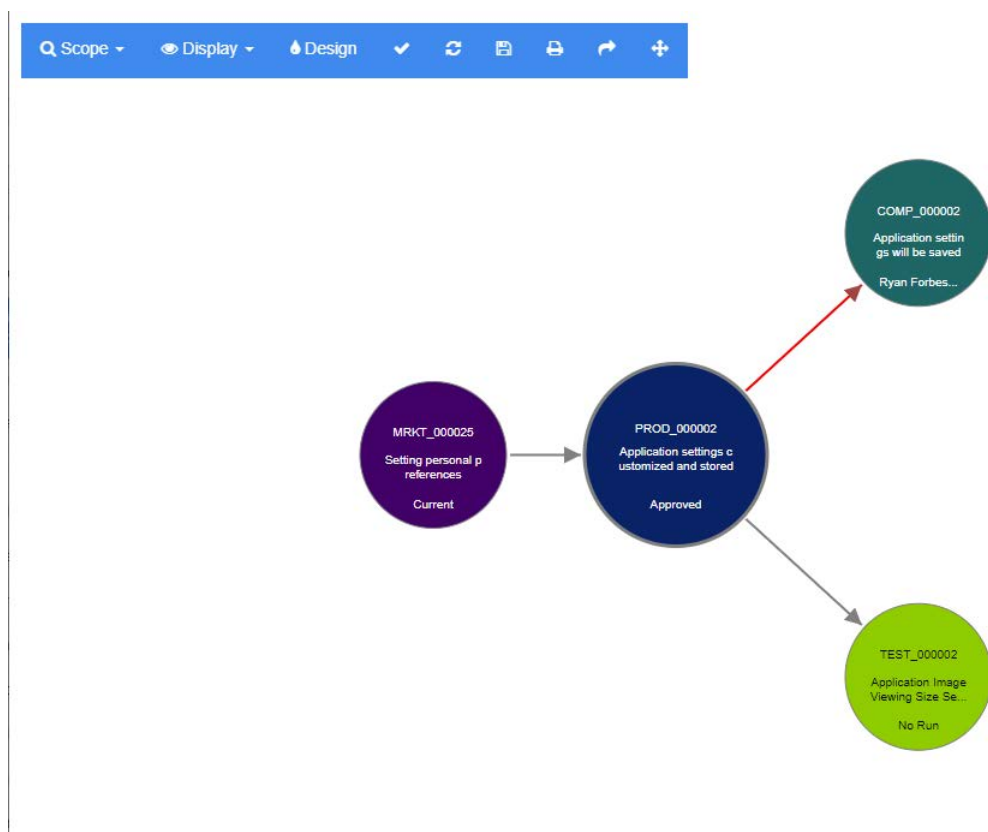 Scope Display Design
COMP_000002
Application settin
gs will be saved
Ryan Forbes...
MRKT_000025
Setting personal p
references
Current
PROD_000002
Application settings c
ustomized and stored
Approved
TEST_000002
Application Image
Viewing Size Se...
No Run